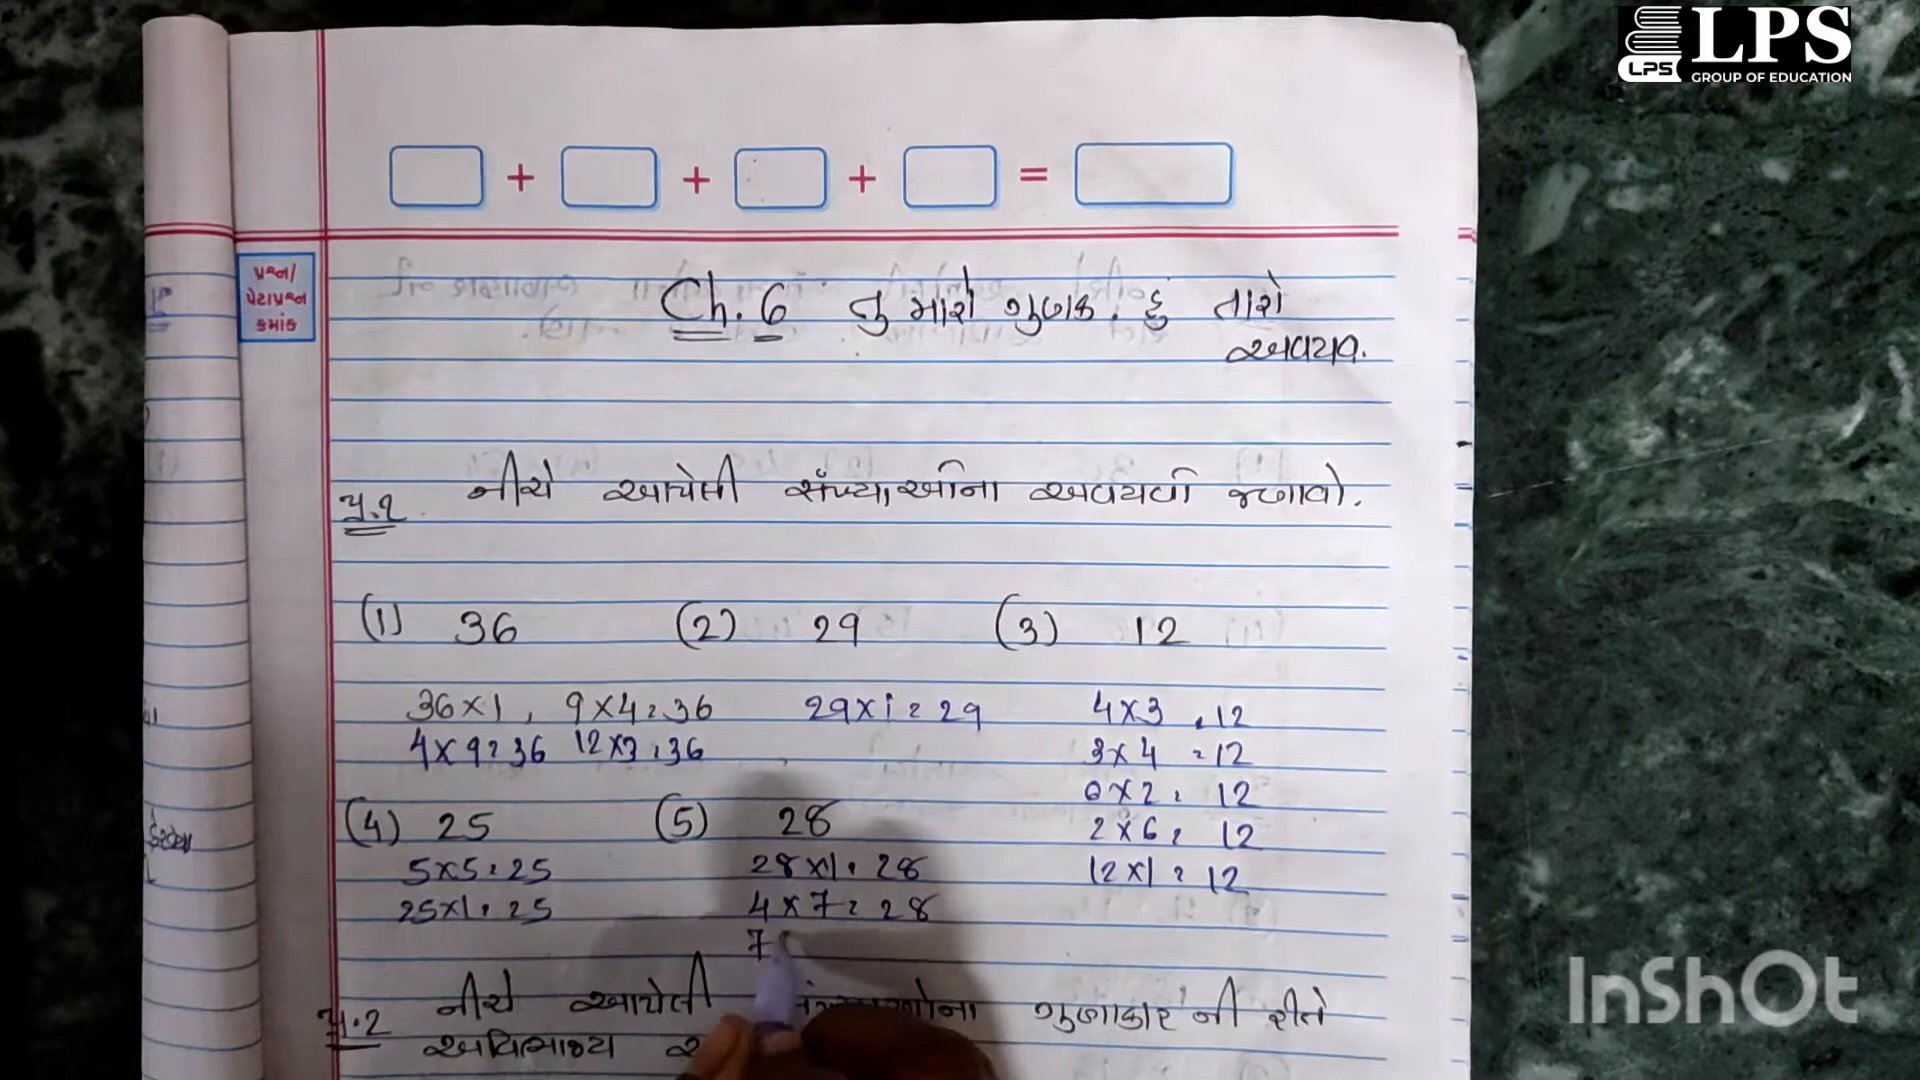 LPS
LPS
GROUP OF EDUCATION
+ + + =
પ્રશ્ન/
પેટાપ્રશ્ન
ક્રમાંક
Ch. 6 તુ મારો ગુણક. હું તારો
અવયવ.
પ્ર.૧ નીચે આપેલી સંખ્યાઓના અવયવો જણાવો.
(1) 36 (2) 29 (3) 12
36×1, 9×4=36 29×1=29 4×3=12
4×9=36 12×3=36 3×4=12
6×2=12
(4) 25 (5) 28 2×6=12
5×5=25 28×1=28 12×1=12
25×1=25 4×7=28
7
પ્ર.2 નીચે આપેલી ગુણાકાર ની રીતે
અવિભાજ્ય
InShOt